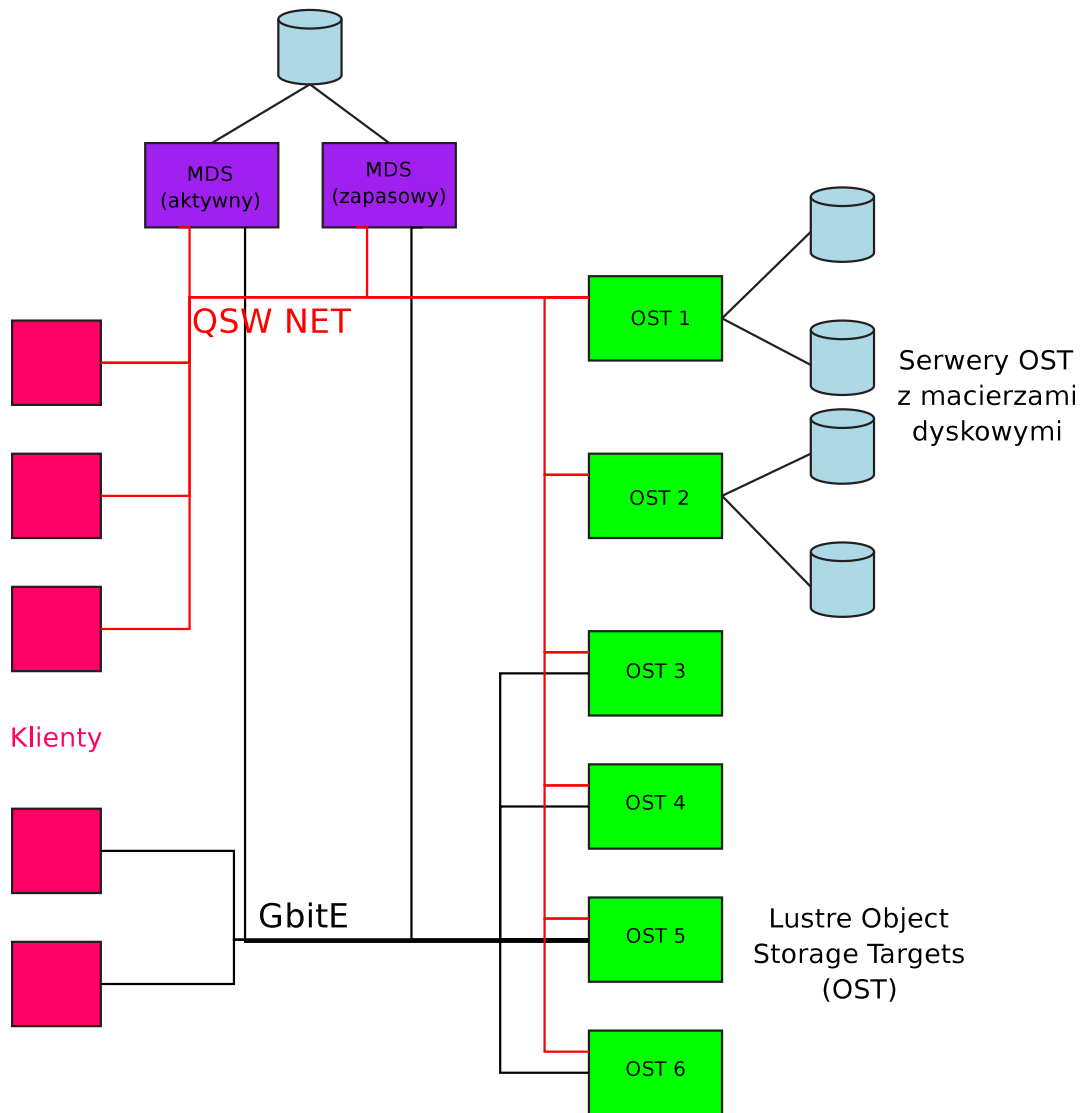 MDS
(aktywny)
MDS
(zapasowy)
QSW NET
OST 1
Serwery OST
z macierzami
dyskowymi
OST 2
OST 3
Klienty
OST 4
GbitE
OST 5
Lustre Object
Storage Targets
(OST)
OST 6